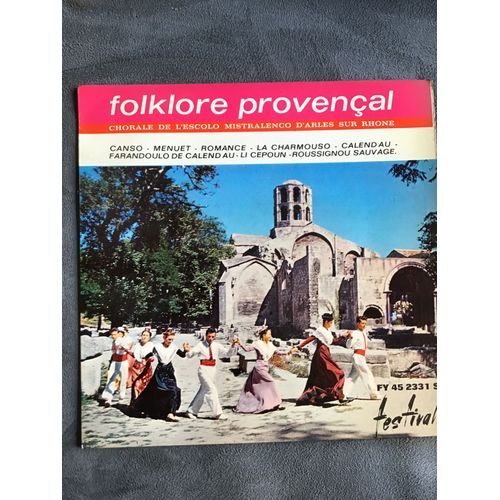 folklore provençal
CHORALE DE L'ESCOLO MISTRALENCO D'ARLES SUR RHONE
CANSO - MENUET - ROMANCE - LA CHARMOUSO - CALENDAU -
FARANDOULO DE CALENDAU - LI CEPOUN - ROUSSIGNOU SAUVAGE.
FY 45 2331 S
festival